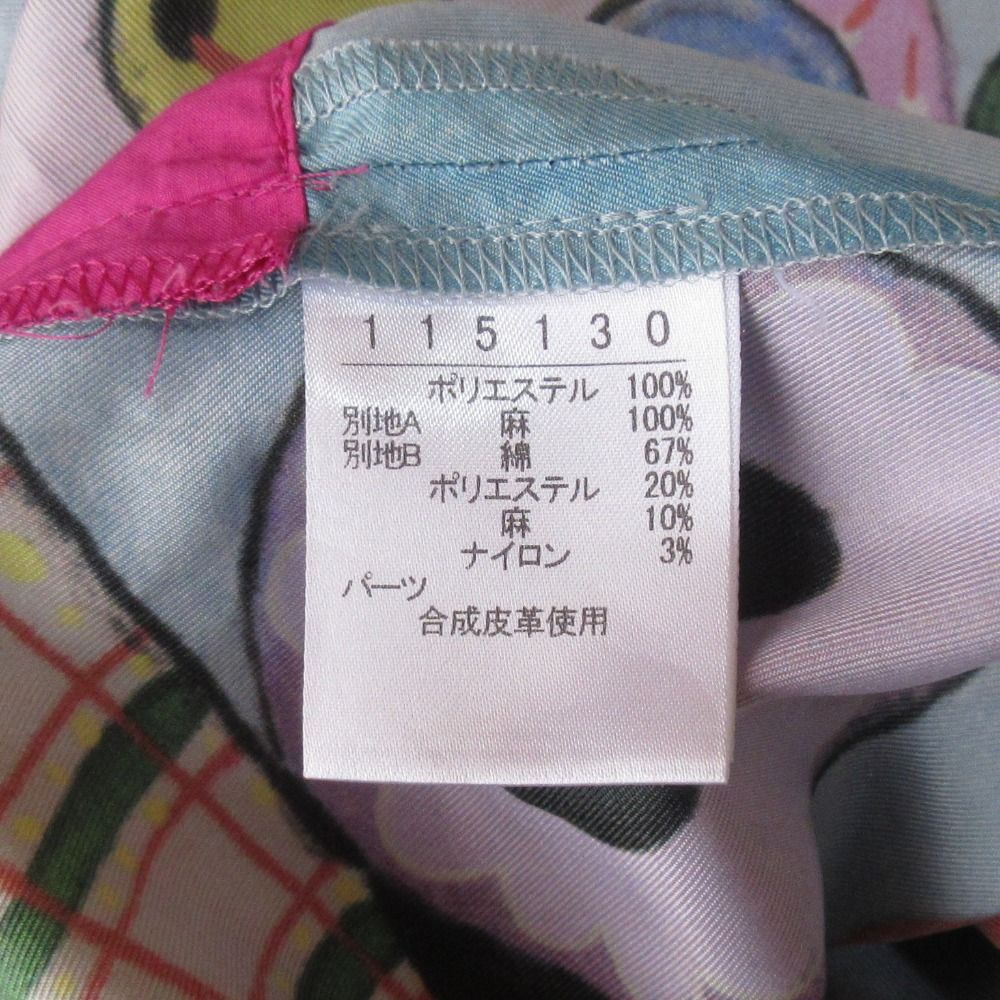 115130
ポリエステル 100%
別地A 麻 100%
別地B 綿 67%
ポリエステル 20%
麻 10%
ナイロン 3%
パーツ
合成皮革使用